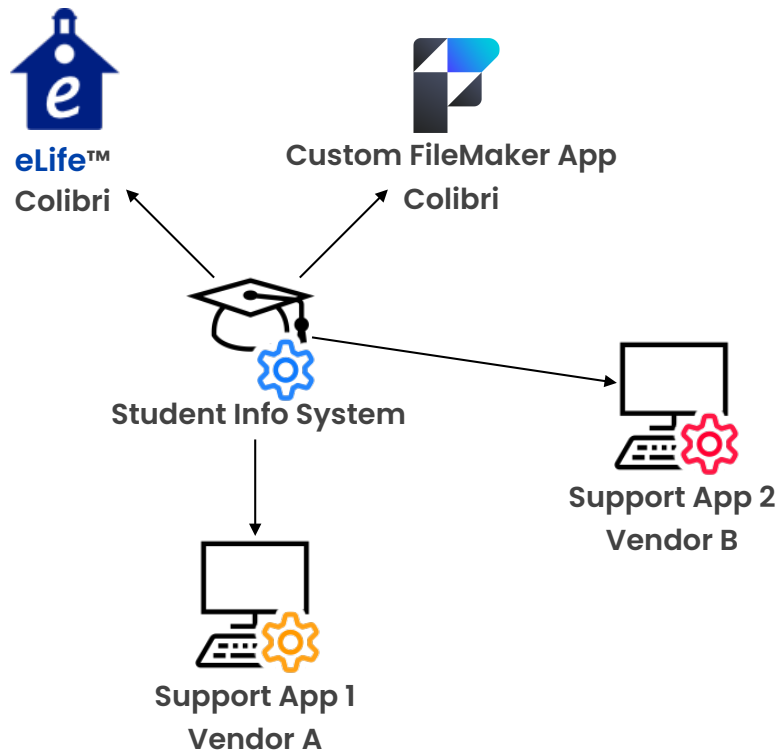 e
eLife™
Colibri
Custom FileMaker App
Colibri
Student Info System
Support App 2
Vendor B
Support App 1
Vendor A